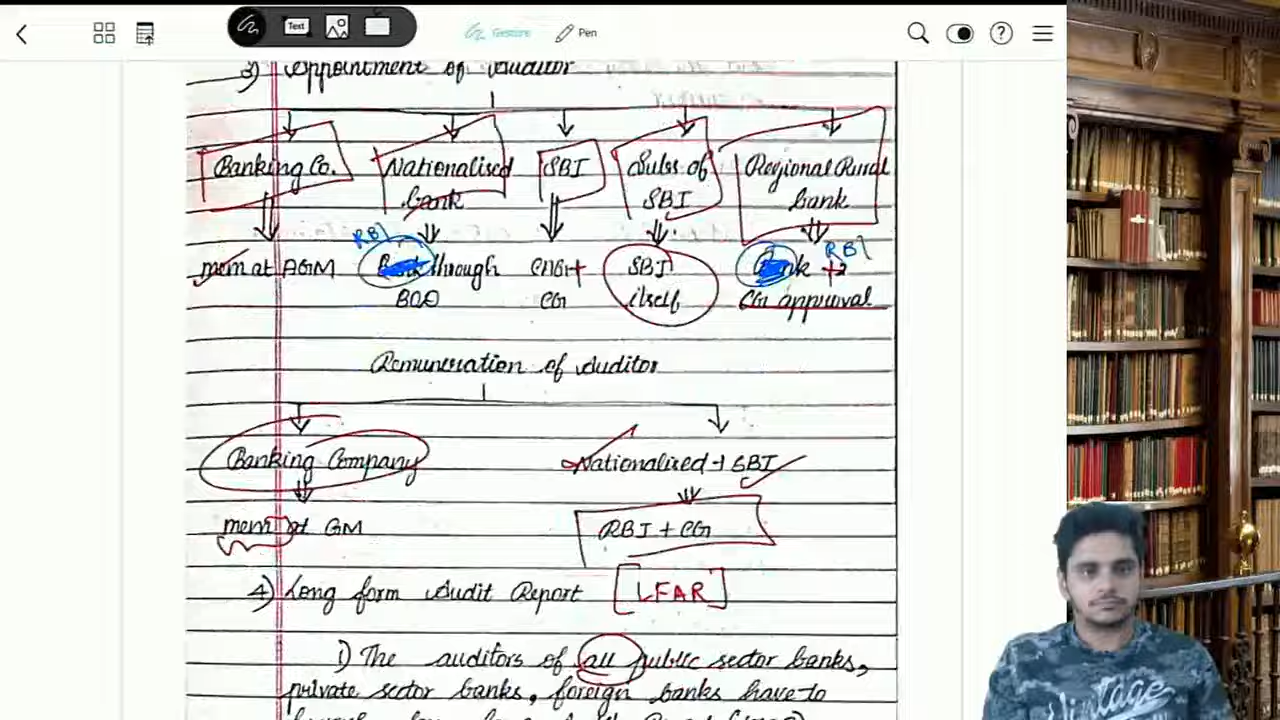 Text
Gesture
Pen
3) Appointment of Auditor
Banking Co.
Nationalised bank
SBI
Subs of SBI
Regional Rural bank
RBI
RBI
mem at AGM
through BOD
CAG+ CG
SBI itself
CG approval
Remuneration of Auditor
Banking Company
Nationalised + SBI
mem at GM
RBI + CG
4) Long form Audit Report [LFAR]
1) The auditors of all public sector banks,
private sector banks, foreign banks have to
Vintage